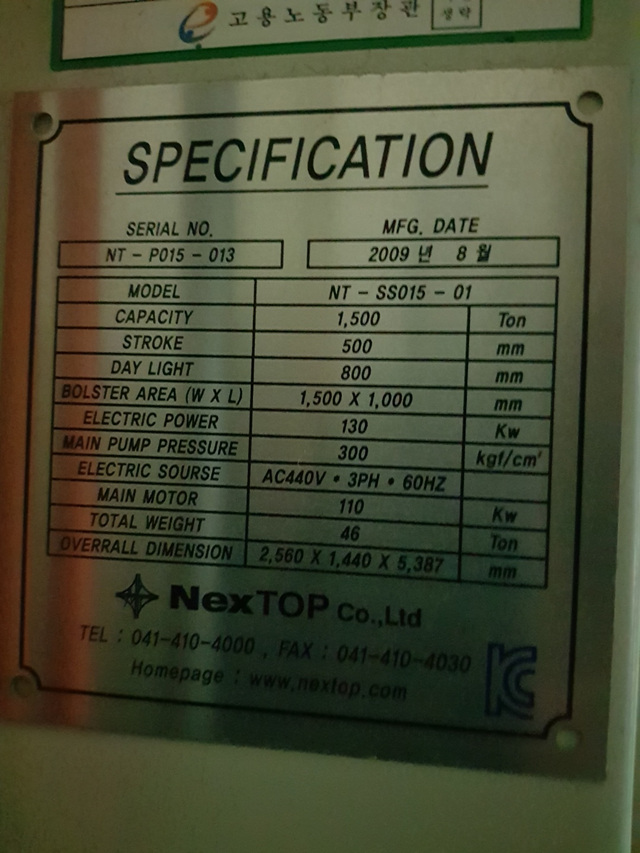 고용노동부장관
생략
SPECIFICATION
SERIAL NO. MFG. DATE
NT - P015 - 013 2009 년 8 월
MODEL NT - SS015 - 01
CAPACITY 1,500 Ton
STROKE 500 mm
DAY LIGHT 800 mm
BOLSTER AREA (W X L) 1,500 X 1,000 mm
ELECTRIC POWER 130 Kw
MAIN PUMP PRESSURE 300 kgf/cm²
ELECTRIC SOURSE AC440V • 3PH • 60HZ
MAIN MOTOR 110 Kw
TOTAL WEIGHT 46 Ton
OVERRALL DIMENSION 2,560 X 1,440 X 5,387 mm
NexTOP Co.,Ltd
TEL : 041-410-4000 , FAX : 041-410-4030
Homepage : www.nextop.com
KC